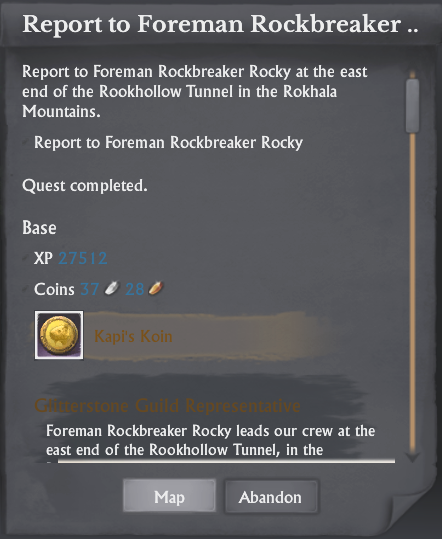 Report to Foreman Rockbreaker ..
Report to Foreman Rockbreaker Rocky at the east
end of the Rookhollow Tunnel in the Rokhala
Mountains.
Report to Foreman Rockbreaker Rocky
Quest completed.
Base
XP 27512
Coins 37 28
Kapi's Koin
Glitterstone Guild Representative
Foreman Rockbreaker Rocky leads our crew at the
east end of the Rookhollow Tunnel, in the
Map
Abandon